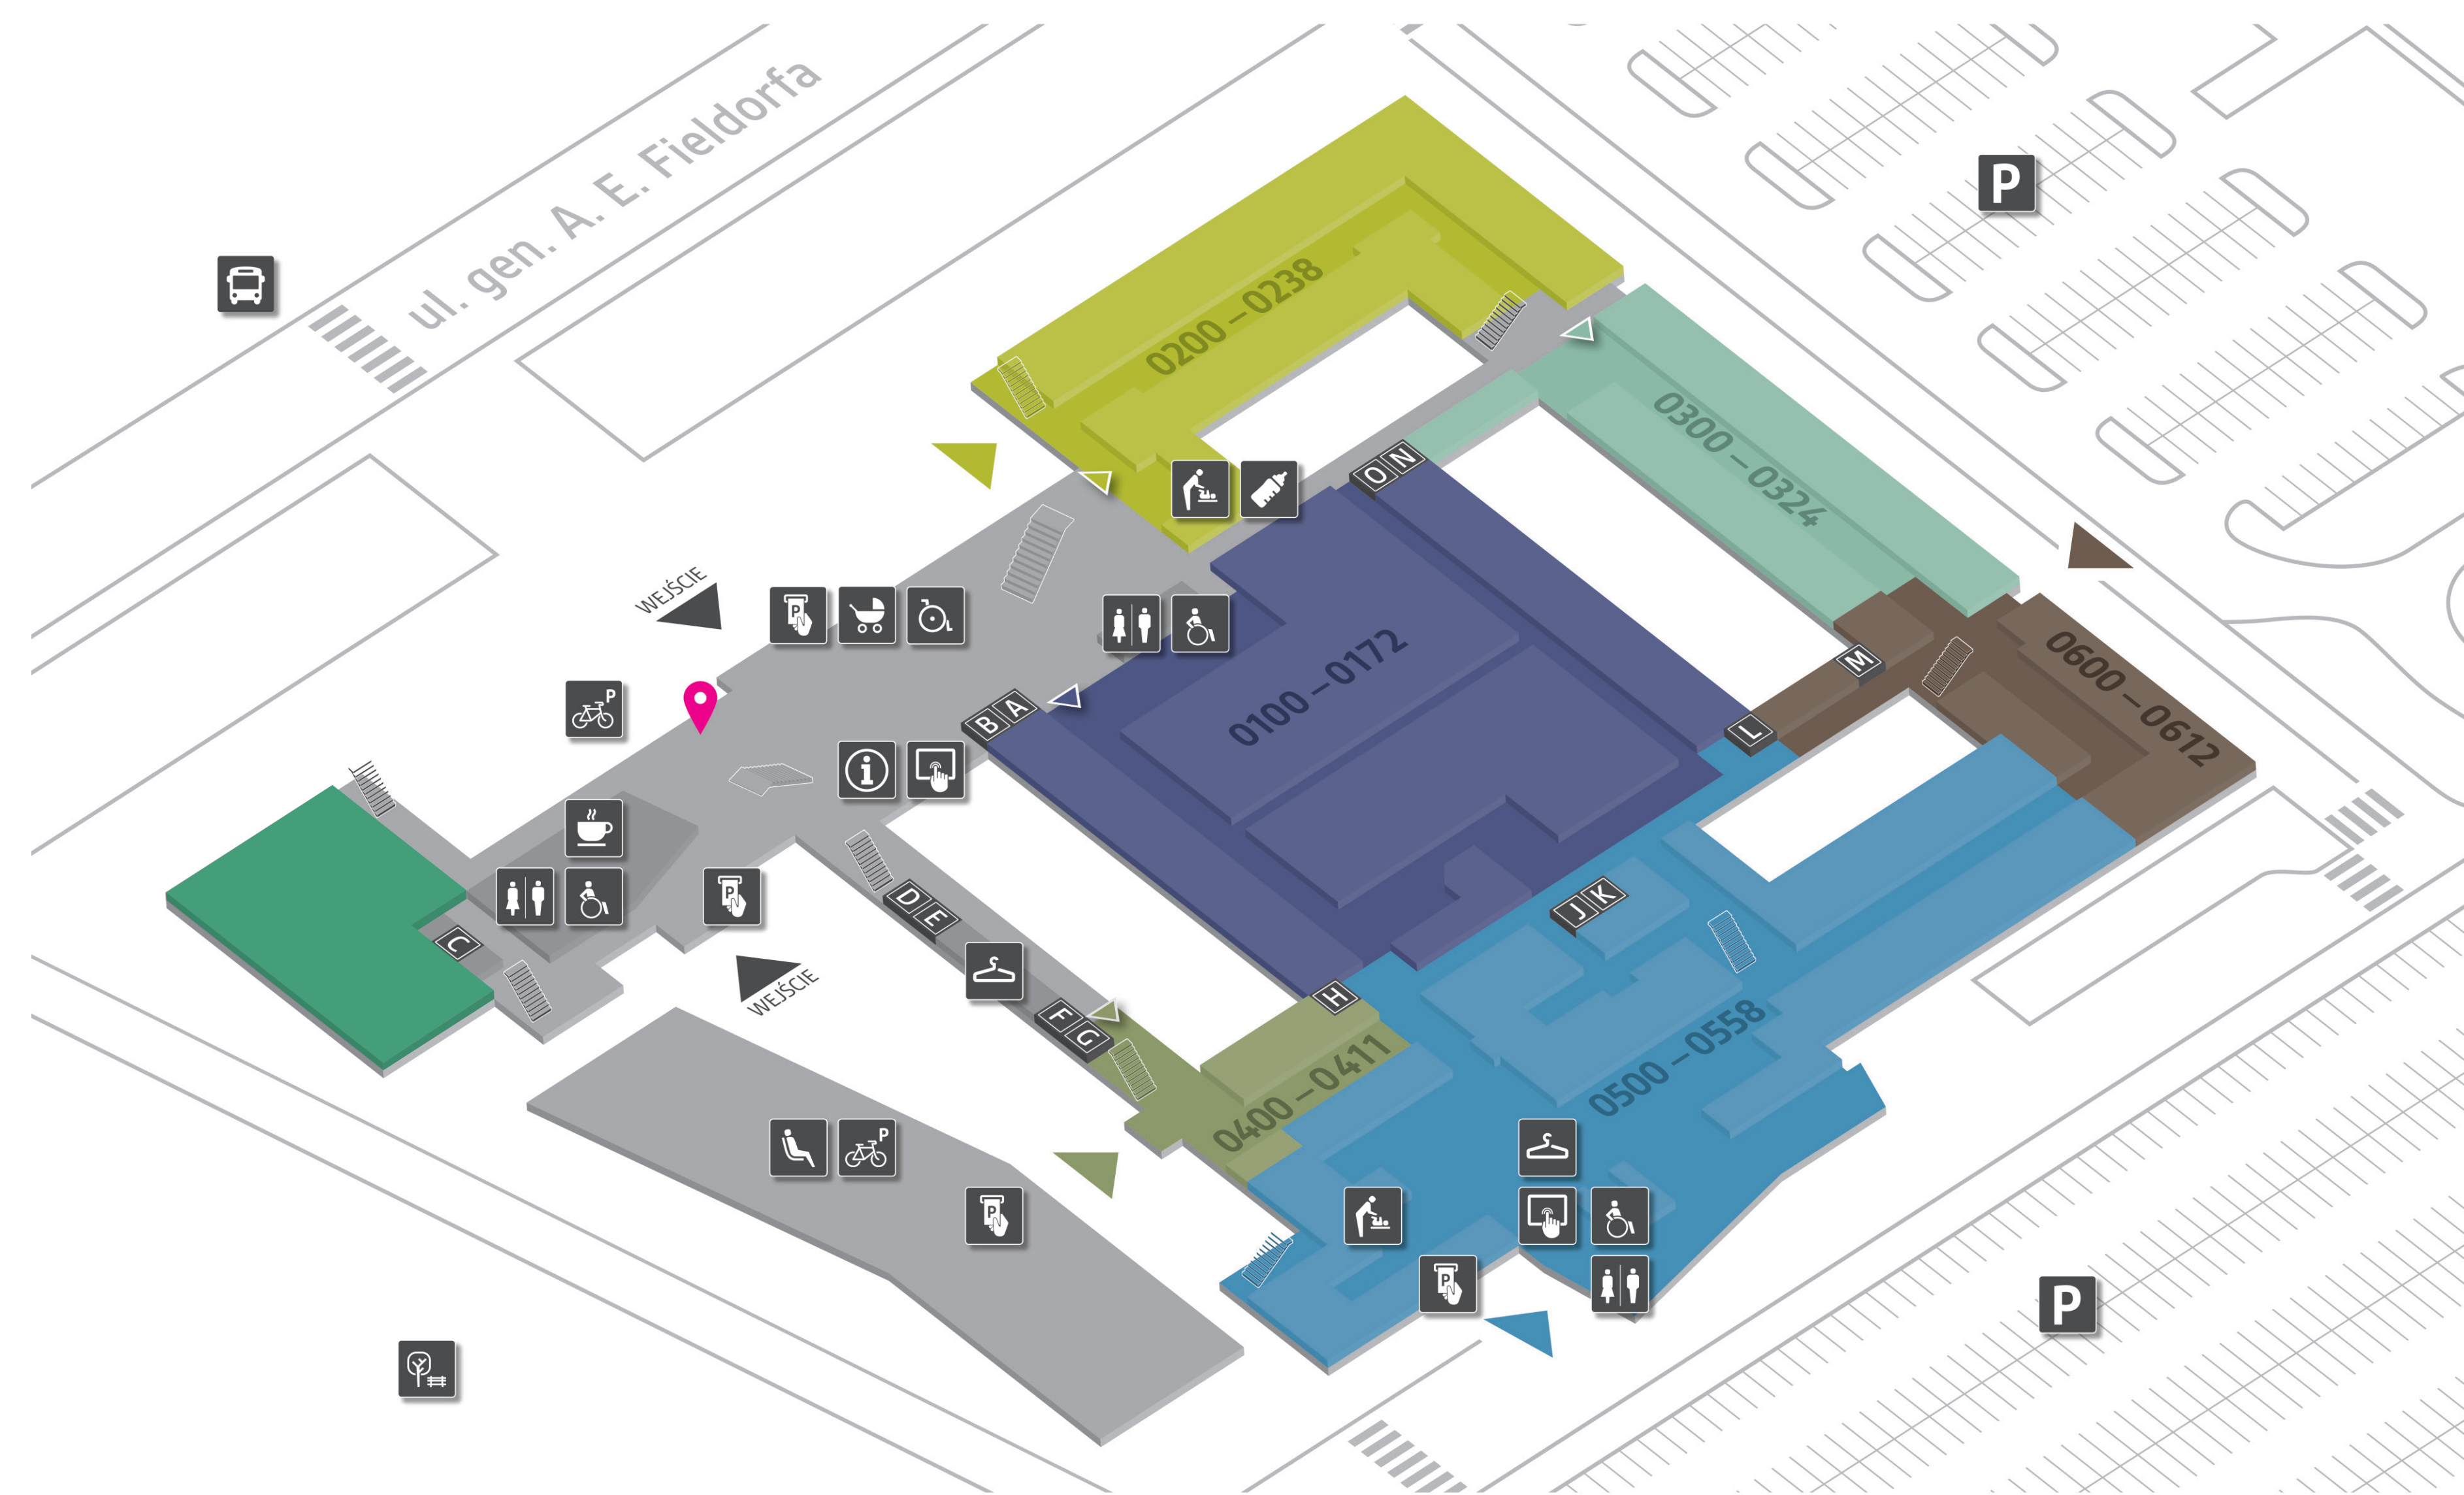 ul. gen. A. E. Fieldorfa
P
0200 – 0238
0300 – 0324
O N
WEJŚCIE
P
P
0100 – 0172
M
0600 – 0612
B A
L
i
P
D E
J K
C
WEJŚCIE
H
F G
0400 – 0411
0500 – 0558
P
P
P
P